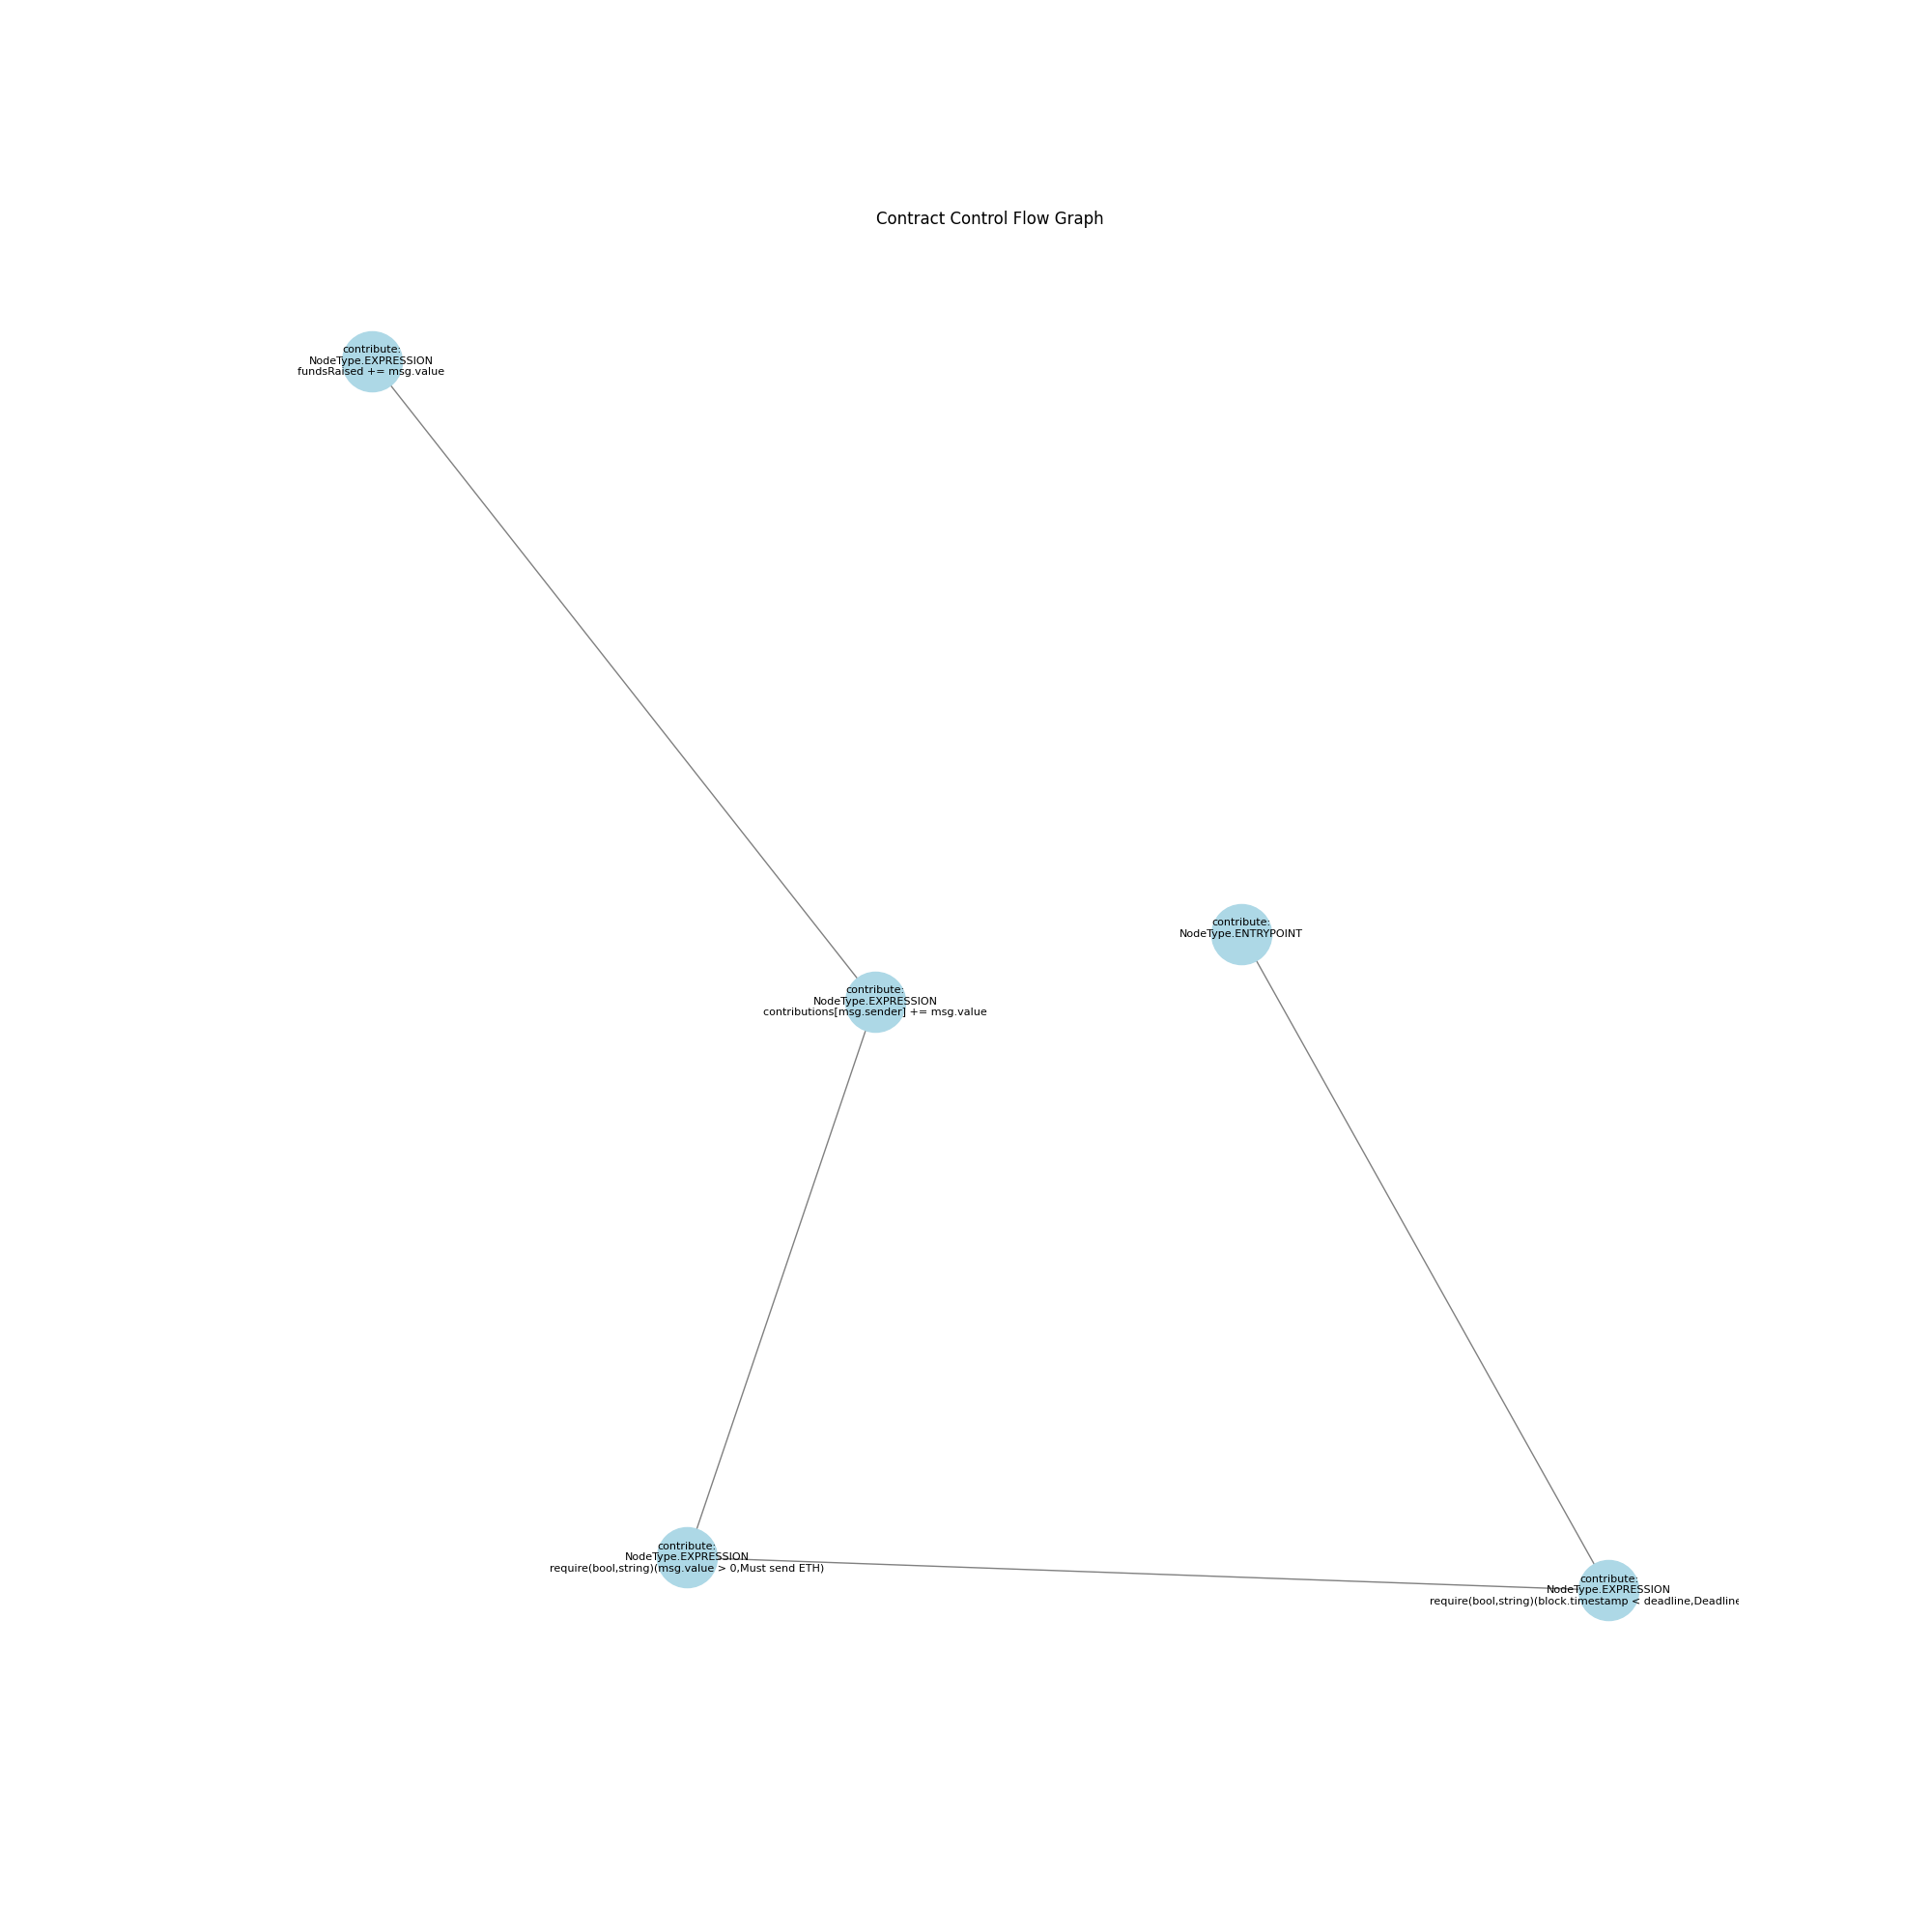 Contract Control Flow Graph
contribute:
NodeType.EXPRESSION
fundsRaised += msg.value
contribute:
NodeType.ENTRYPOINT
contribute:
NodeType.EXPRESSION
contributions[msg.sender] += msg.value
contribute:
NodeType.EXPRESSION
require(bool,string)(msg.value > 0,Must send ETH)
contribute:
NodeType.EXPRESSION
require(bool,string)(block.timestamp < deadline,Deadline